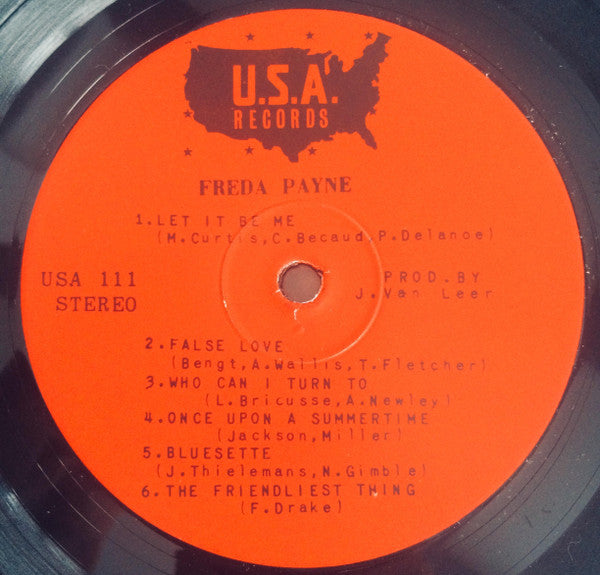 U.S.A.
RECORDS
FREDA PAYNE
1.LET IT BE ME
(M.Curtis,C.Becaud,P.Delanoe)
USA 111
STEREO
PROD.BY
J.Van Leer
2.FALSE LOVE
(Bengt,A.Wallis,T.Fletcher)
3.WHO CAN I TURN TO
(L.Bricusse,A.Newley)
4.ONCE UPON A SUMMERTIME
(Jackson,Miller)
5.BLUESETTE
(J.Thielemans,N.Gimble)
6.THE FRIENDLIEST THING
(F.Drake)